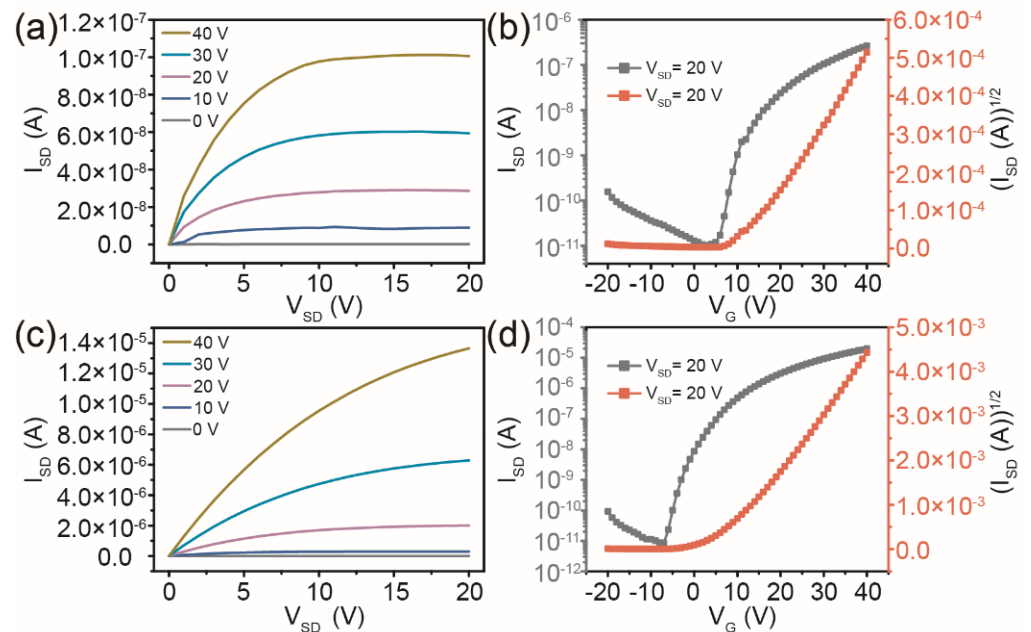 (a)
1.2×10⁻⁷
1.0×10⁻⁷
8.0×10⁻⁸
6.0×10⁻⁸
4.0×10⁻⁸
2.0×10⁻⁸
0.0
I_SD (A)
40 V
30 V
20 V
10 V
0 V
0 5 10 15 20
V_SD (V)
(b)
10⁻⁶
10⁻⁷
10⁻⁸
10⁻⁹
10⁻¹⁰
10⁻¹¹
I_SD (A)
V_SD= 20 V
V_SD= 20 V
6.0×10⁻⁴
5.0×10⁻⁴
4.0×10⁻⁴
3.0×10⁻⁴
2.0×10⁻⁴
1.0×10⁻⁴
0.0
(I_SD (A))^1/2
-20 -10 0 10 20 30 40
V_G (V)
(c)
1.4×10⁻⁵
1.2×10⁻⁵
1.0×10⁻⁵
8.0×10⁻⁶
6.0×10⁻⁶
4.0×10⁻⁶
2.0×10⁻⁶
0.0
I_SD (A)
40 V
30 V
20 V
10 V
0 V
0 5 10 15 20
V_SD (V)
(d)
10⁻⁴
10⁻⁵
10⁻⁶
10⁻⁷
10⁻⁸
10⁻⁹
10⁻¹⁰
10⁻¹¹
10⁻¹²
I_SD (A)
V_SD= 20 V
V_SD= 20 V
5.0×10⁻³
4.0×10⁻³
3.0×10⁻³
2.0×10⁻³
1.0×10⁻³
0.0
(I_SD (A))^1/2
-20 -10 0 10 20 30 40
V_G (V)